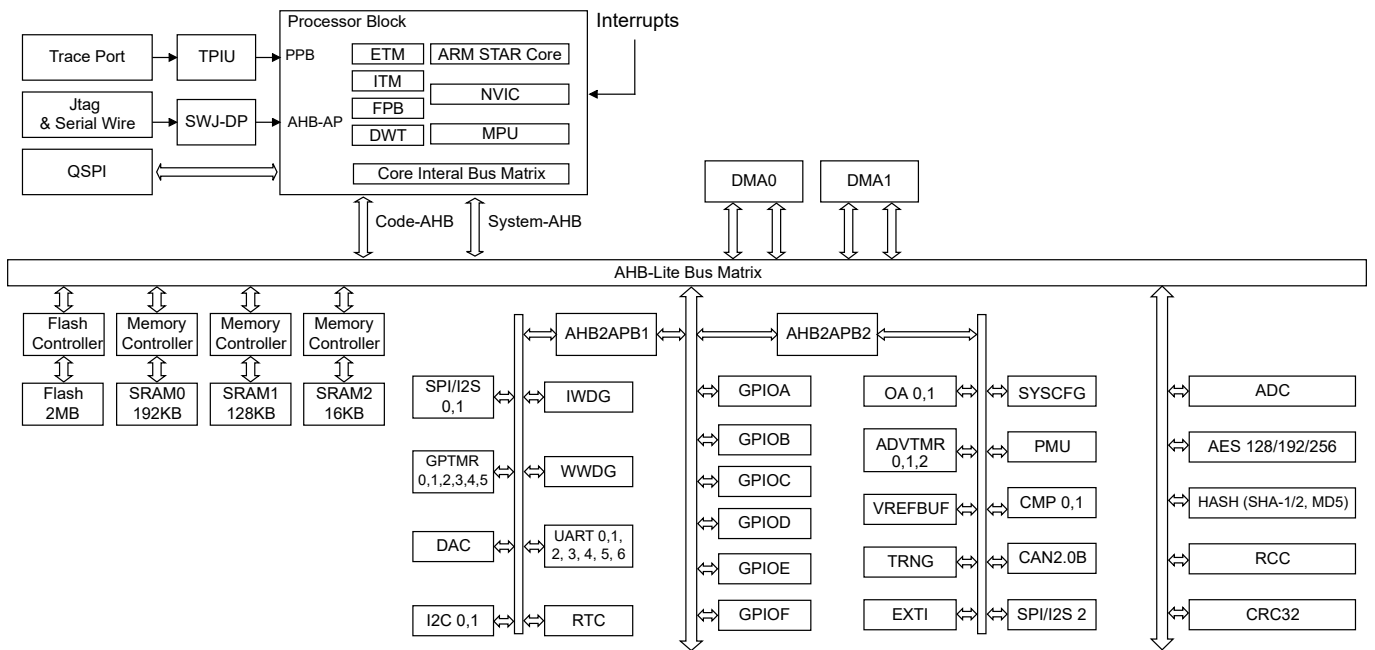 Processor Block
Interrupts
Trace Port
TPIU
PPB
ETM
ARM STAR Core
ITM
NVIC
Jtag
& Serial Wire
SWJ-DP
AHB-AP
FPB
DWT
MPU
QSPI
Core Interal Bus Matrix
DMA0
DMA1
Code-AHB
System-AHB
AHB-Lite Bus Matrix
Flash
Controller
Memory
Controller
Memory
Controller
Memory
Controller
Flash
2MB
SRAM0
192KB
SRAM1
128KB
SRAM2
16KB
AHB2APB1
AHB2APB2
SPI/I2S
0,1
IWDG
GPTMR
0,1,2,3,4,5
WWDG
DAC
UART 0,1,
2, 3, 4, 5, 6
I2C 0,1
RTC
GPIOA
GPIOB
GPIOC
GPIOD
GPIOE
GPIOF
OA 0,1
SYSCFG
ADVTMR
0,1,2
PMU
VREFBUF
CMP 0,1
TRNG
CAN2.0B
EXTI
SPI/I2S 2
ADC
AES 128/192/256
HASH (SHA-1/2, MD5)
RCC
CRC32